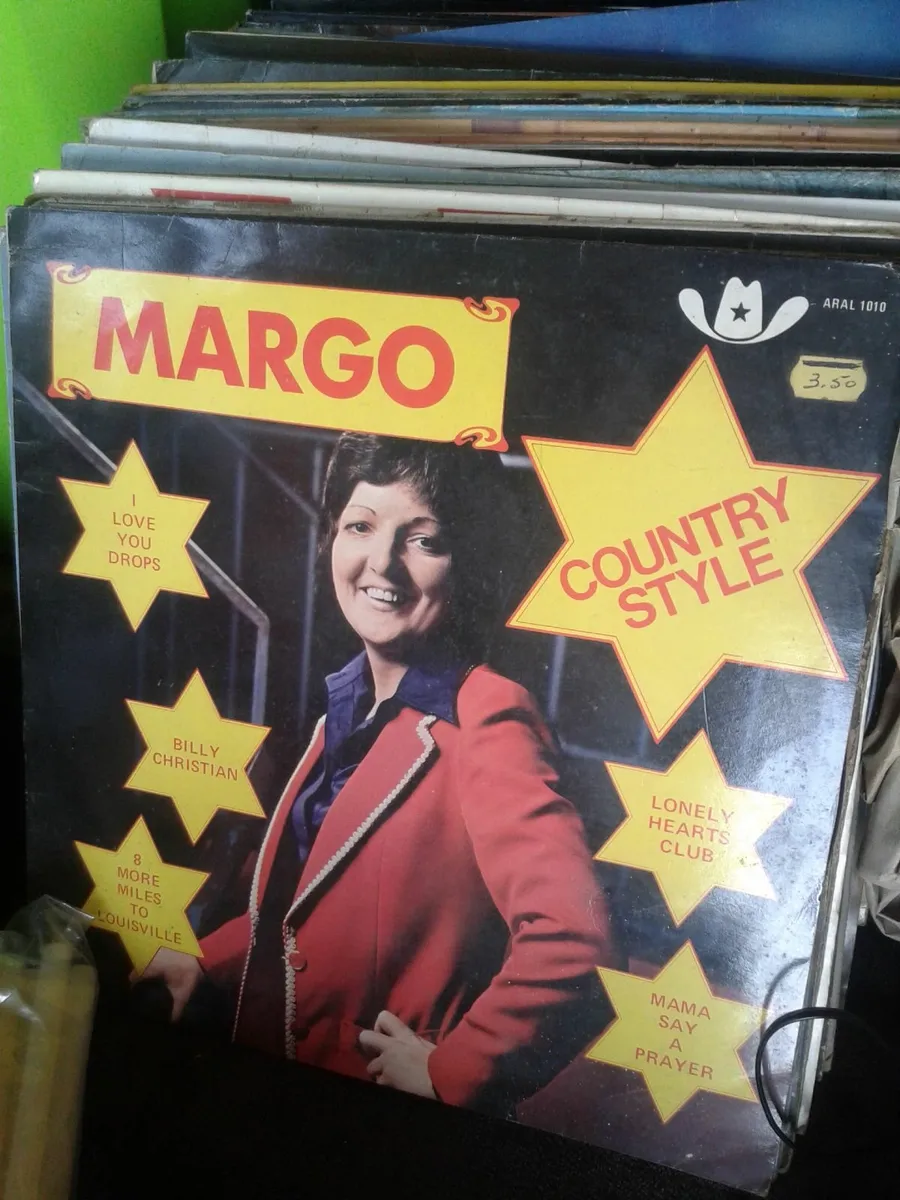 MARGO
ARAL 1010
3.50
COUNTRY
STYLE
I
LOVE
YOU
DROPS
BILLY
CHRISTIAN
8
MORE
MILES
TO
LOUISVILLE
LONELY
HEARTS
CLUB
MAMA
SAY
A
PRAYER